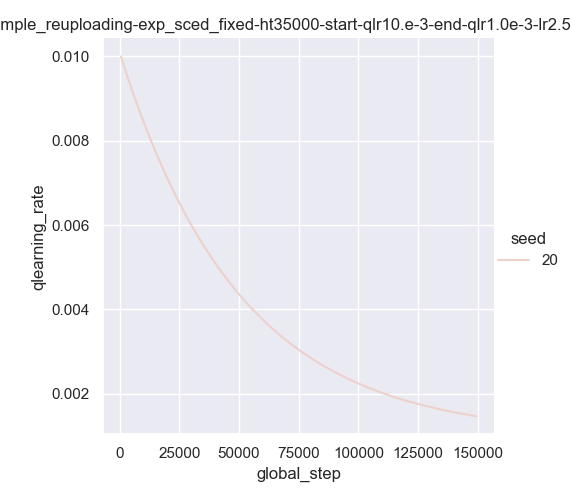 mple_reuploading-exp_sced_fixed-ht35000-start-qlr10.e-3-end-qlr1.0e-3-lr2.5
0.010
0.008
0.006
0.004
0.002
qlearning_rate
0 25000 50000 75000 100000 125000 150000
global_step
seed
20